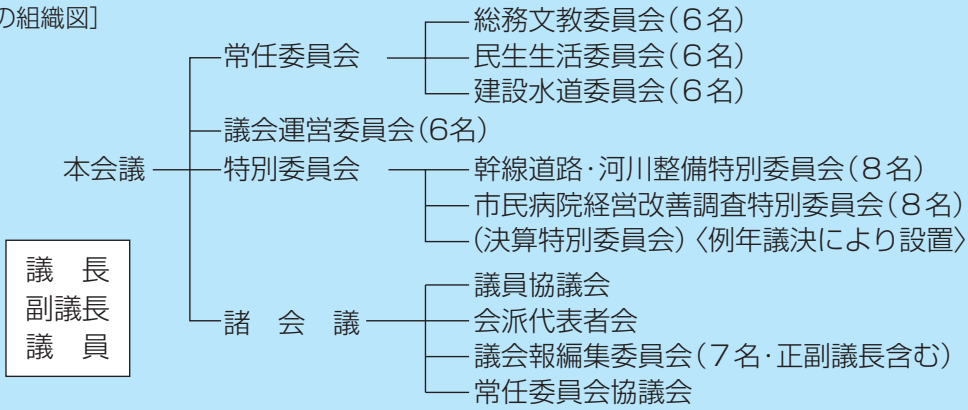 の組織図]
総務文教委員会(6名)
常任委員会
民生生活委員会(6名)
建設水道委員会(6名)
議会運営委員会(6名)
本会議
特別委員会
幹線道路・河川整備特別委員会(8名)
市民病院経営改善調査特別委員会(8名)
(決算特別委員会)〈例年議決により設置〉
議　長
副議長
議　員
諸　会　議
議員協議会
会派代表者会
議会報編集委員会(7名・正副議長含む)
常任委員会協議会